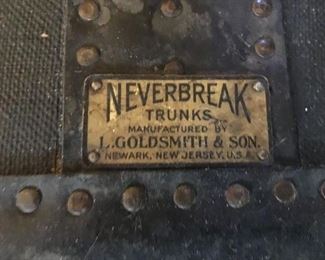 NEVERBREAK
TRUNKS
MANUFACTURED BY
L. GOLDSMITH & SON.
NEWARK, NEW JERSEY, U.S.A.